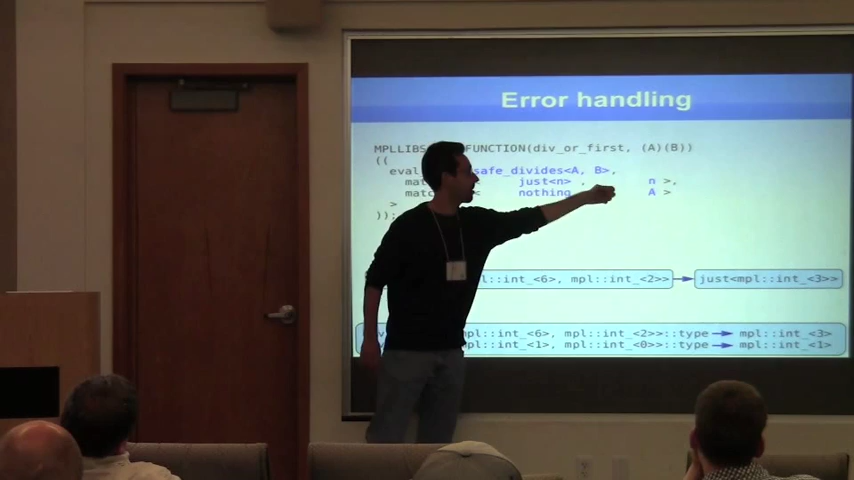 Error handling
MPLLIBS FUNCTION(div_or_first, (A)(B))
((
eval safe_divides<A, B>,
mat < just<n> , n >,
matc < nothing A >
>
));
mpl::int_<6>, mpl::int_<2>> just<mpl::int_<3>>
mpl::int_<6>, mpl::int_<2>>::type mpl::int_<3>
mpl::int_<1>, mpl::int_<0>>::type mpl::int_<1>